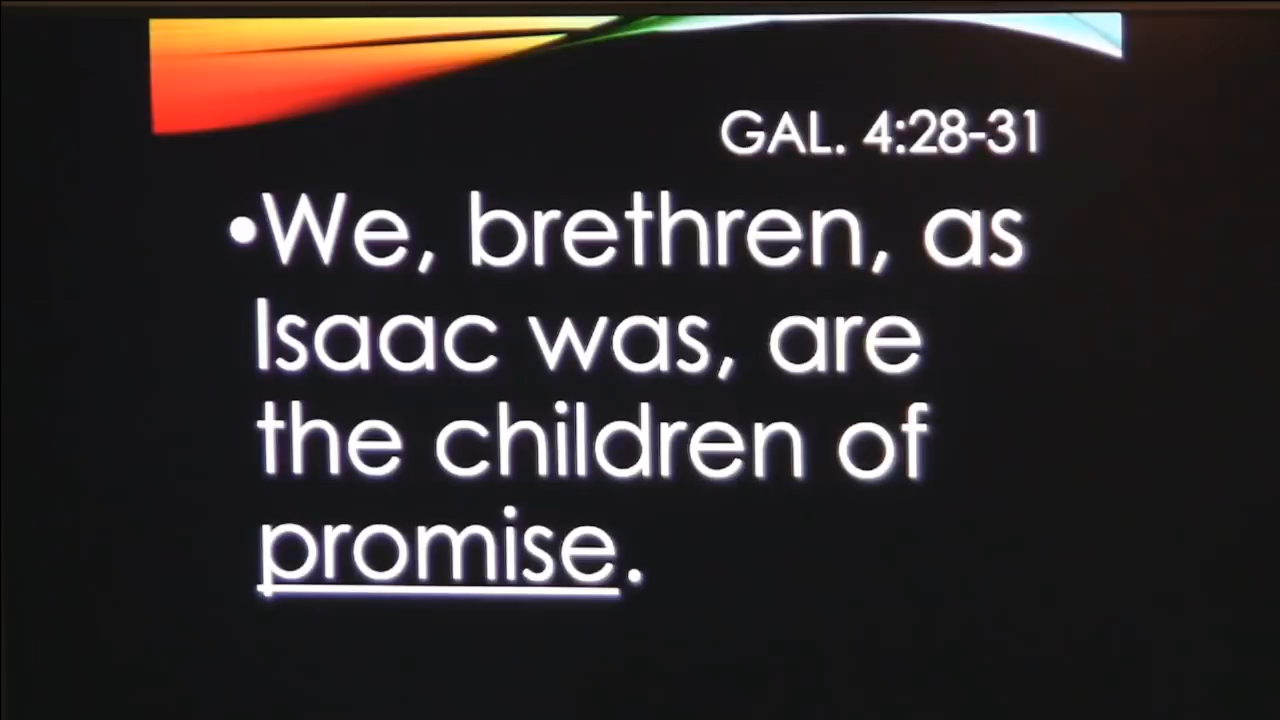 GAL. 4:28-31
•We, brethren, as
Isaac was, are
the children of
promise.